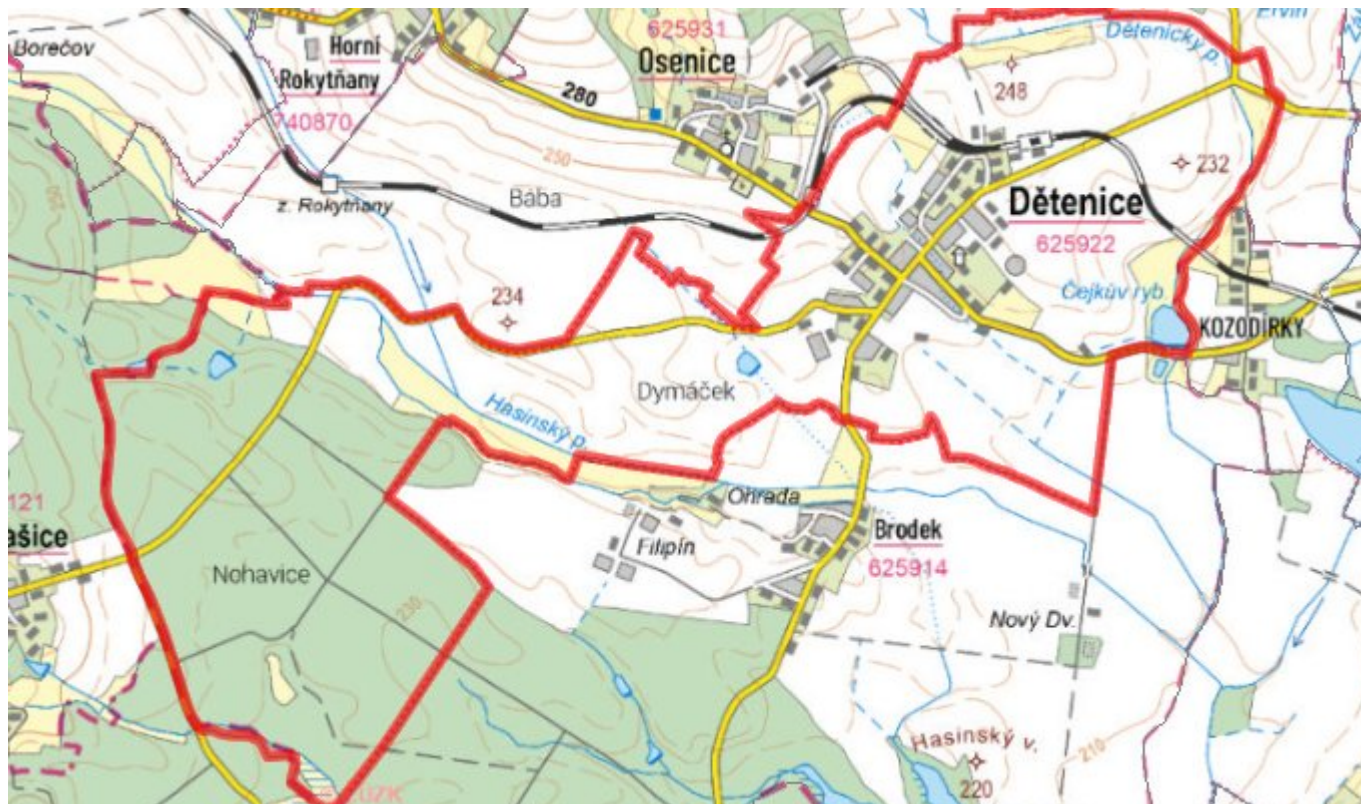 Borečov
Horní
Rokytňany
740870
625931
Osenice
280
Dětenický p.
248
232
250
Bába
z. Rokytňany
Dětenice
625922
Čejkův ryb.
KOZODÍRKY
234
Dymáček
Hasinský p.
121
ašice
Nohavice
230
Ohrada
Filipín
Brodek
625914
Nový Dv.
Hasinský v.
220
210